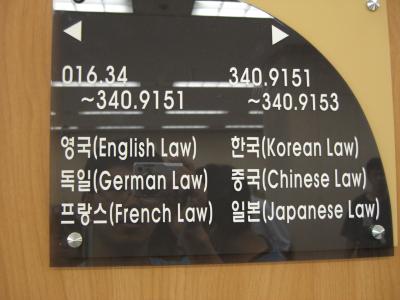 016.34 340.9151
~340.9151 ~340.9153
영국(English Law) 한국(Korean Law)
독일(German Law) 중국(Chinese Law)
프랑스(French Law) 일본(Japanese Law)